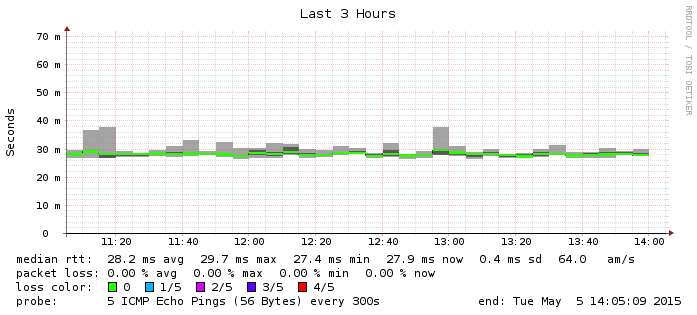 Last 3 Hours
RRDTOOL / TOBI OETIKER
Seconds
70 m
60 m
50 m
40 m
30 m
20 m
10 m
0
11:20 11:40 12:00 12:20 12:40 13:00 13:20 13:40 14:00
median rtt: 28.2 ms avg 29.7 ms max 27.4 ms min 27.9 ms now 0.4 ms sd 64.0 am/s
packet loss: 0.00 % avg 0.00 % max 0.00 % min 0.00 % now
loss color: 0 1/5 2/5 3/5 4/5
probe: 5 ICMP Echo Pings (56 Bytes) every 300s end: Tue May 5 14:05:09 2015